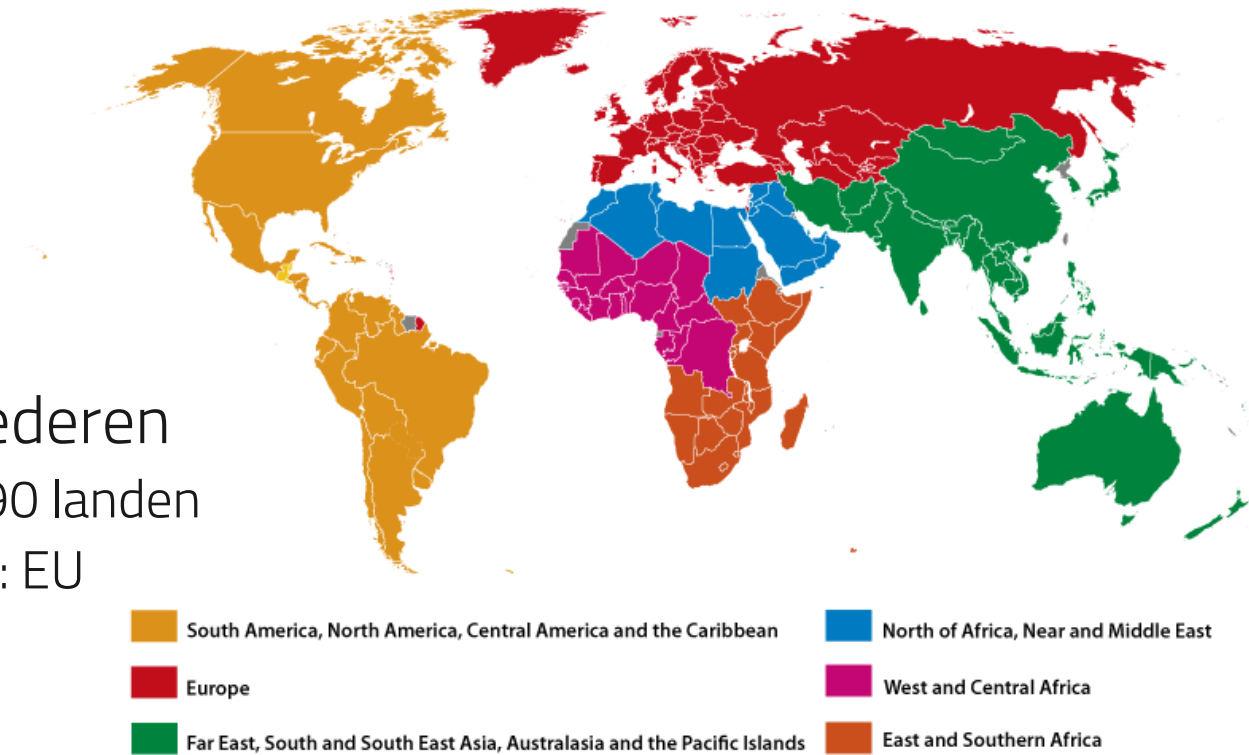 ederen
90 landen
: EU
South America, North America, Central America and the Caribbean
Europe
Far East, South and South East Asia, Australasia and the Pacific Islands
North of Africa, Near and Middle East
West and Central Africa
East and Southern Africa